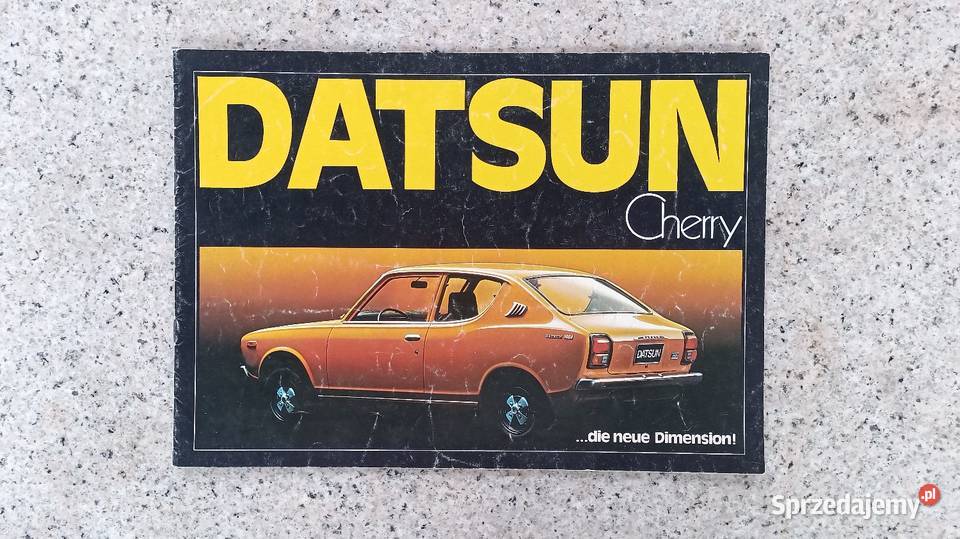 DATSUN
Cherry
DATSUN
...die neue Dimension!
Sprzedajemy.pl